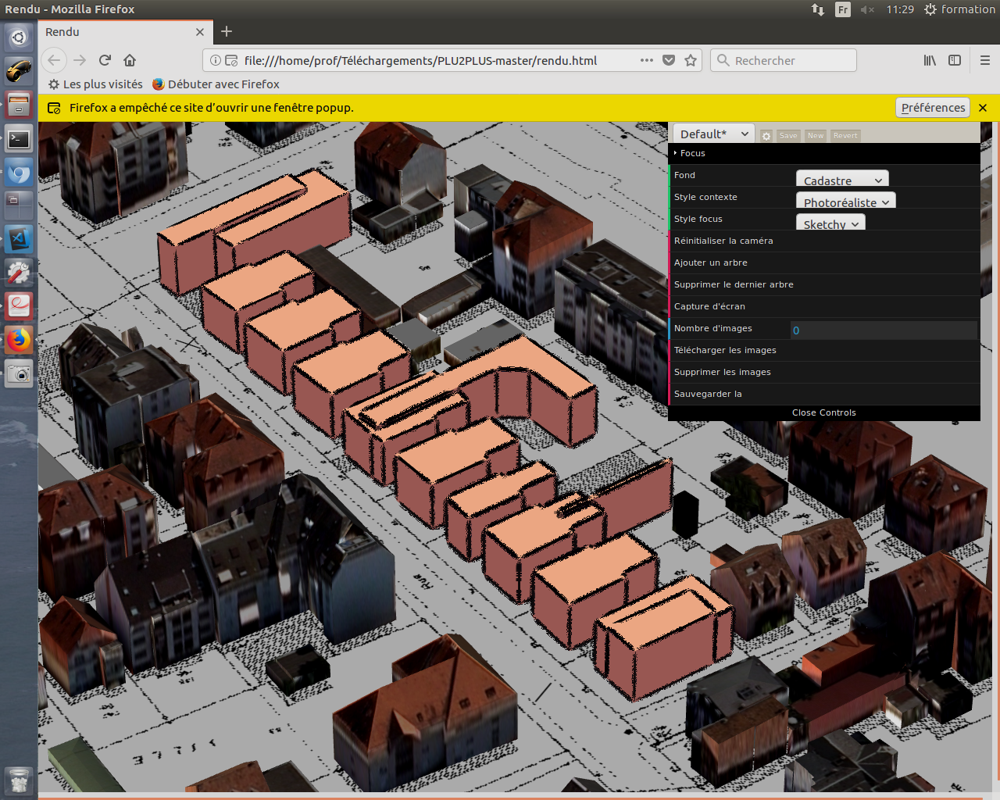 Rendu - Mozilla Firefox
Fr
11:29
formation
Rendu
file:///home/prof/Téléchargements/PLU2PLUS-master/rendu.html
Rechercher
Les plus visités
Débuter avec Firefox
Firefox a empêché ce site d'ouvrir une fenêtre popup.
Préférences
Default*
Save
New
Revert
Focus
Fond
Cadastre
Style contexte
Photoréaliste
Style focus
Sketchy
Réinitialiser la caméra
Ajouter un arbre
Supprimer le dernier arbre
Capture d'écran
Nombre d'images
0
Télécharger les images
Supprimer les images
Sauvegarder la
Close Controls